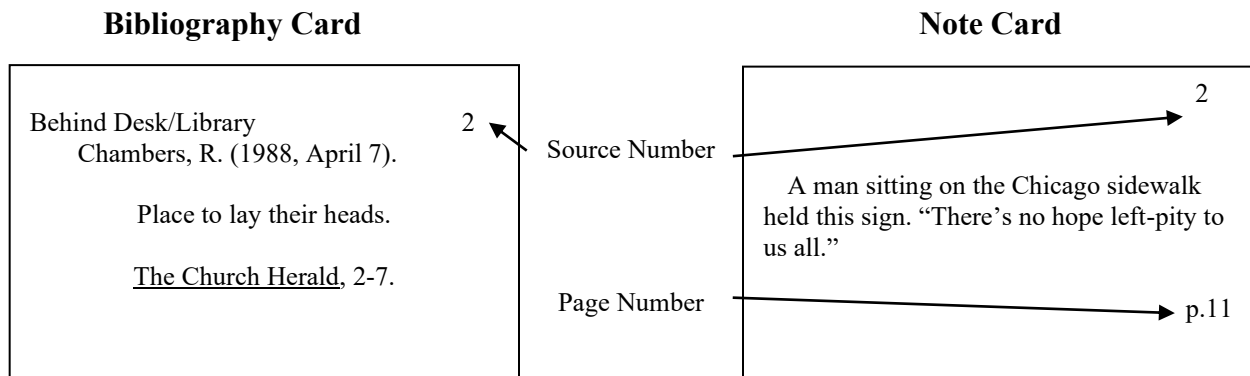 Bibliography Card
Behind Desk/Library 2
Chambers, R. (1988, April 7).
Place to lay their heads.
The Church Herald, 2-7.
Source Number
Page Number
Note Card
2
A man sitting on the Chicago sidewalk
held this sign. “There’s no hope left-pity to
us all.”
p.11